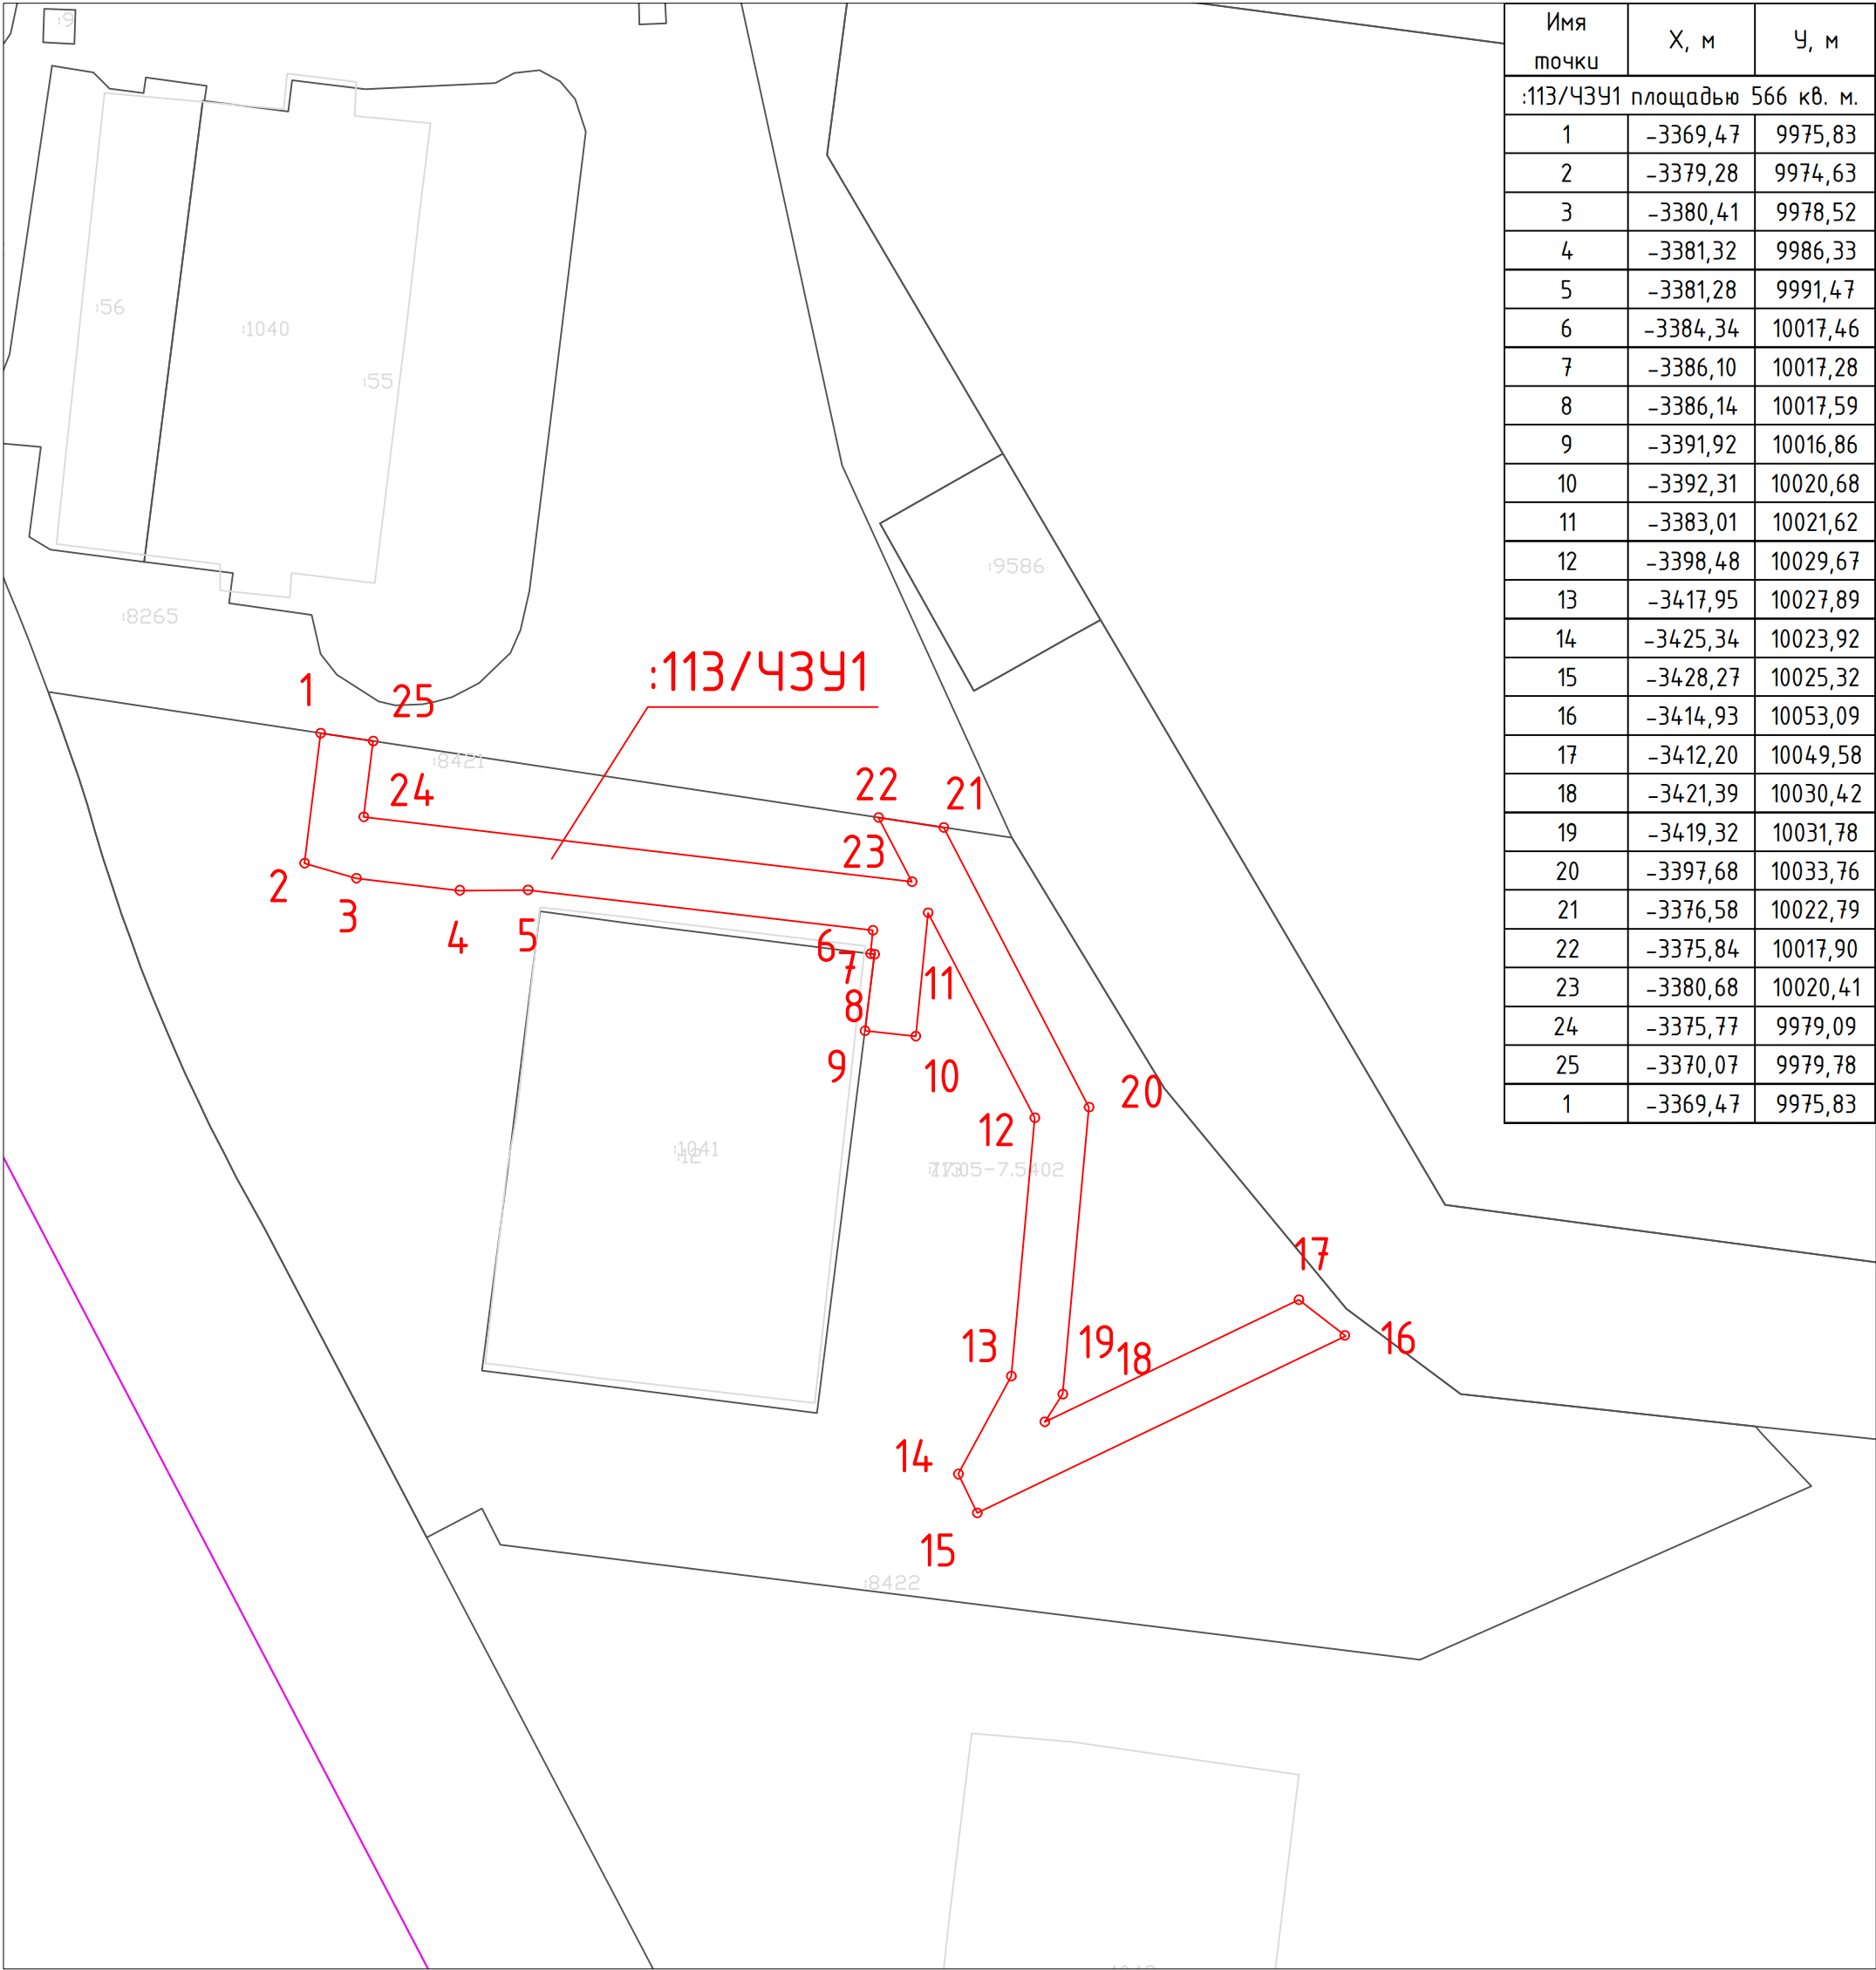 Имя точки X, м У, м
:113/ЧЗУ1 площадью 566 кв. м.
1 -3369,47 9975,83
2 -3379,28 9974,63
3 -3380,41 9978,52
4 -3381,32 9986,33
5 -3381,28 9991,47
6 -3384,34 10017,46
7 -3386,10 10017,28
8 -3386,14 10017,59
9 -3391,92 10016,86
10 -3392,31 10020,68
11 -3383,01 10021,62
12 -3398,48 10029,67
13 -3417,95 10027,89
14 -3425,34 10023,92
15 -3428,27 10025,32
16 -3414,93 10053,09
17 -3412,20 10049,58
18 -3421,39 10030,42
19 -3419,32 10031,78
20 -3397,68 10033,76
21 -3376,58 10022,79
22 -3375,84 10017,90
23 -3380,68 10020,41
24 -3375,77 9979,09
25 -3370,07 9979,78
1 -3369,47 9975,83
:9
:56
:1040
:55
:9586
:8265
:113/ЧЗУ1
1
25
:8421
24
22
21
23
2
3
4
5
6
7
8
11
9
10
20
12
:1041
:12
17
13
19
18
16
14
15
:8422